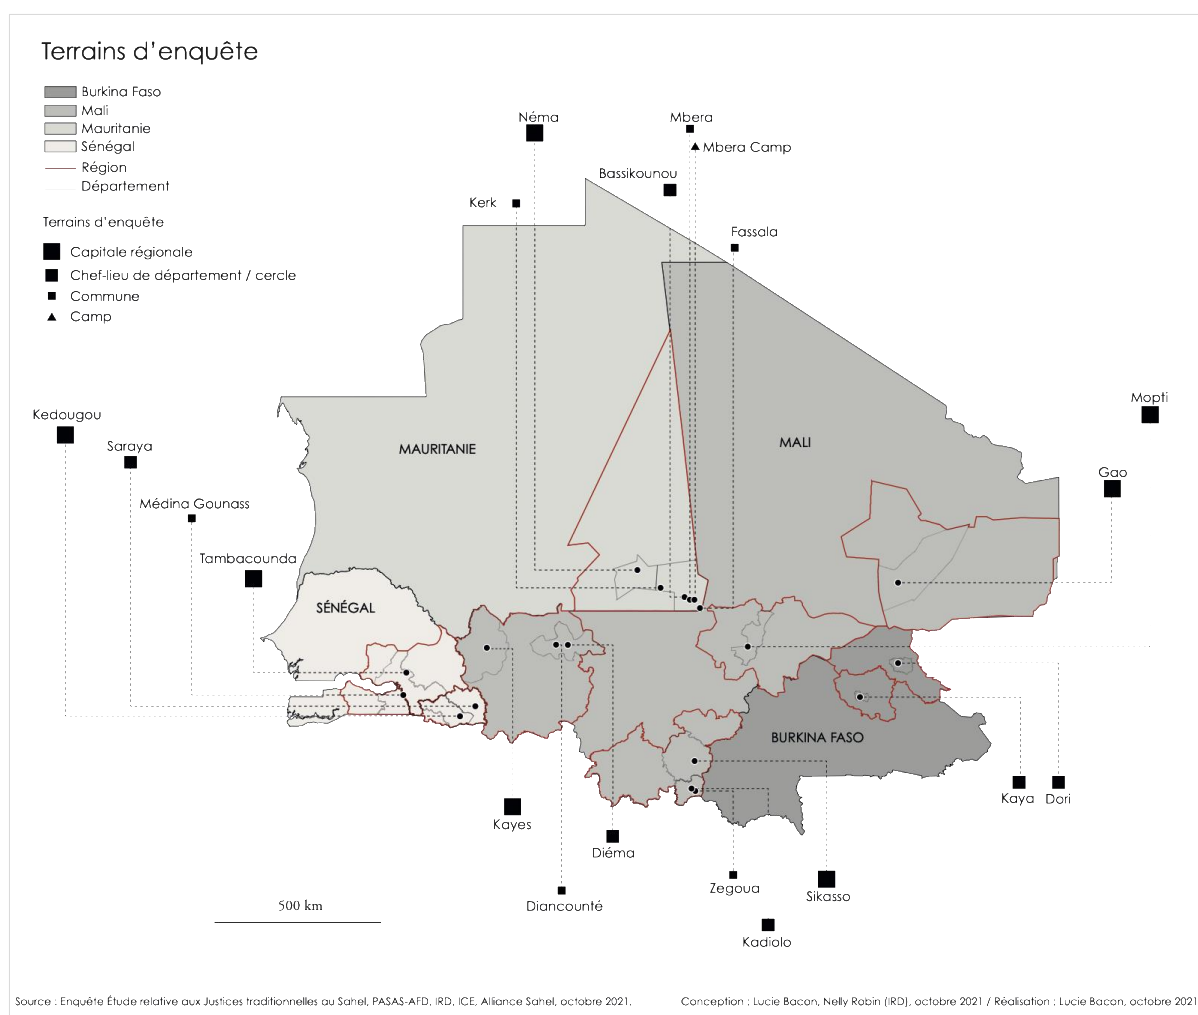 Terrains d'enquête
Burkina Faso
Mali
Mauritanie
Sénégal
Région
Département
Terrains d'enquête
Capitale régionale
Chef-lieu de département / cercle
Commune
Camp
Néma
Mbera
Mbera Camp
Bassikounou
Kerk
Fassala
Mopti
Kedougou
Saraya
MAURITANIE
MALI
Gao
Médina Gounass
Tambacounda
SÉNÉGAL
BURKINA FASO
Kaya
Dori
Kayes
Diéma
Zegoua
Sikasso
Diancounté
Kadiolo
500 km
Source : Enquête Étude relative aux Justices traditionnelles au Sahel, PASAS-AFD, IRD, ICE, Alliance Sahel, octobre 2021.
Conception : Lucie Bacon, Nelly Robin (IRD), octobre 2021 / Réalisation : Lucie Bacon, octobre 2021